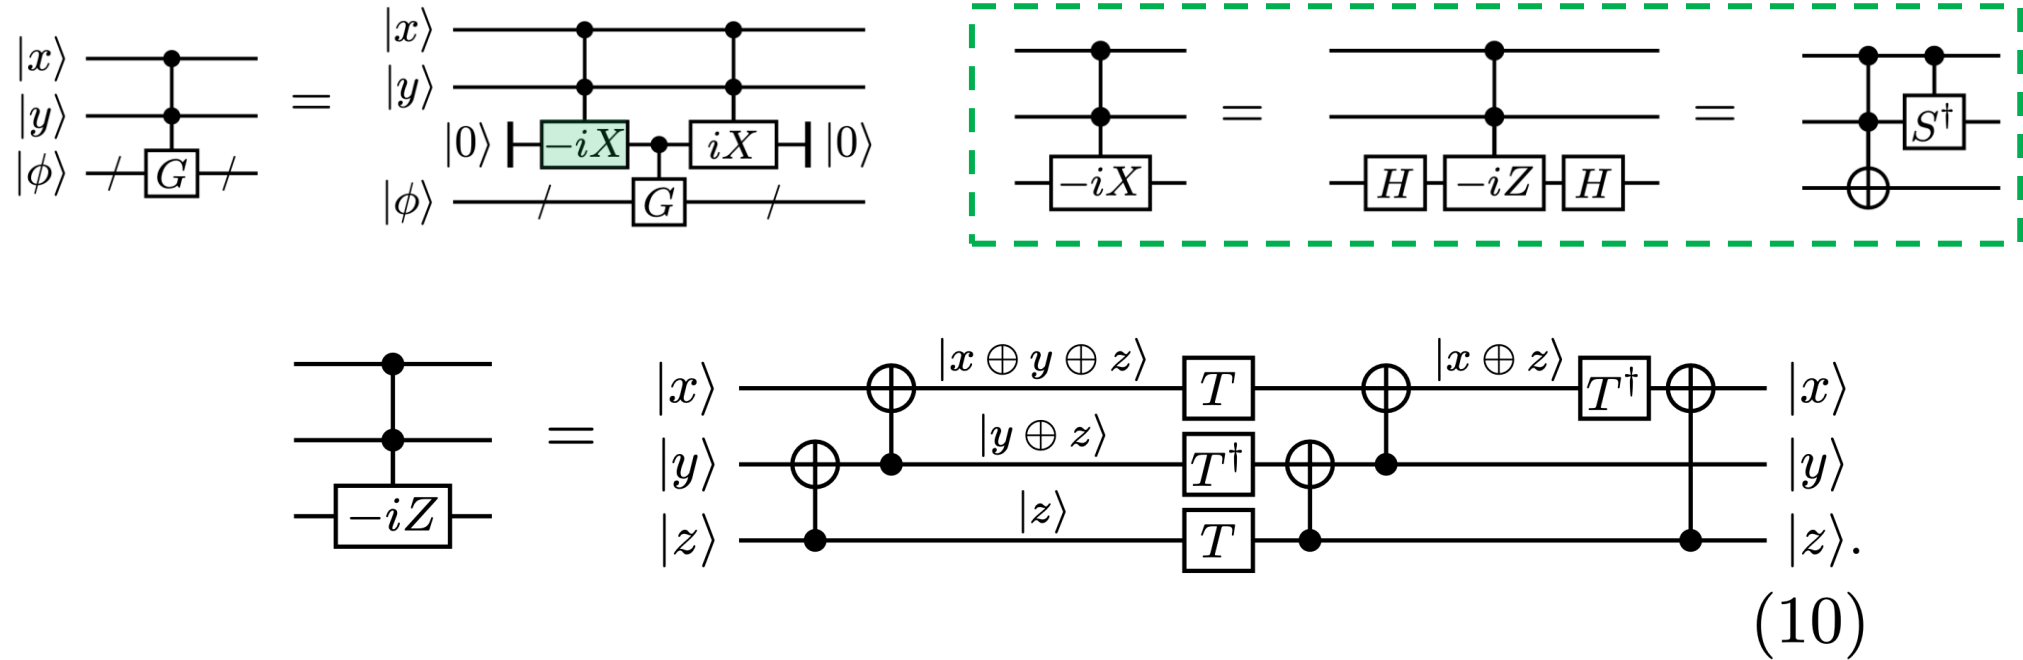 |x⟩ |y⟩ |ϕ⟩ G =
|x⟩ |y⟩ |0⟩ −iX iX |0⟩ |ϕ⟩ G
−iX = H −iZ H = S†
−iZ =
|x⟩ |x ⊕ y ⊕ z⟩ T |x ⊕ z⟩ T† |x⟩
|y⟩ |y ⊕ z⟩ T† |y⟩
|z⟩ |z⟩ T |z⟩.
(10)